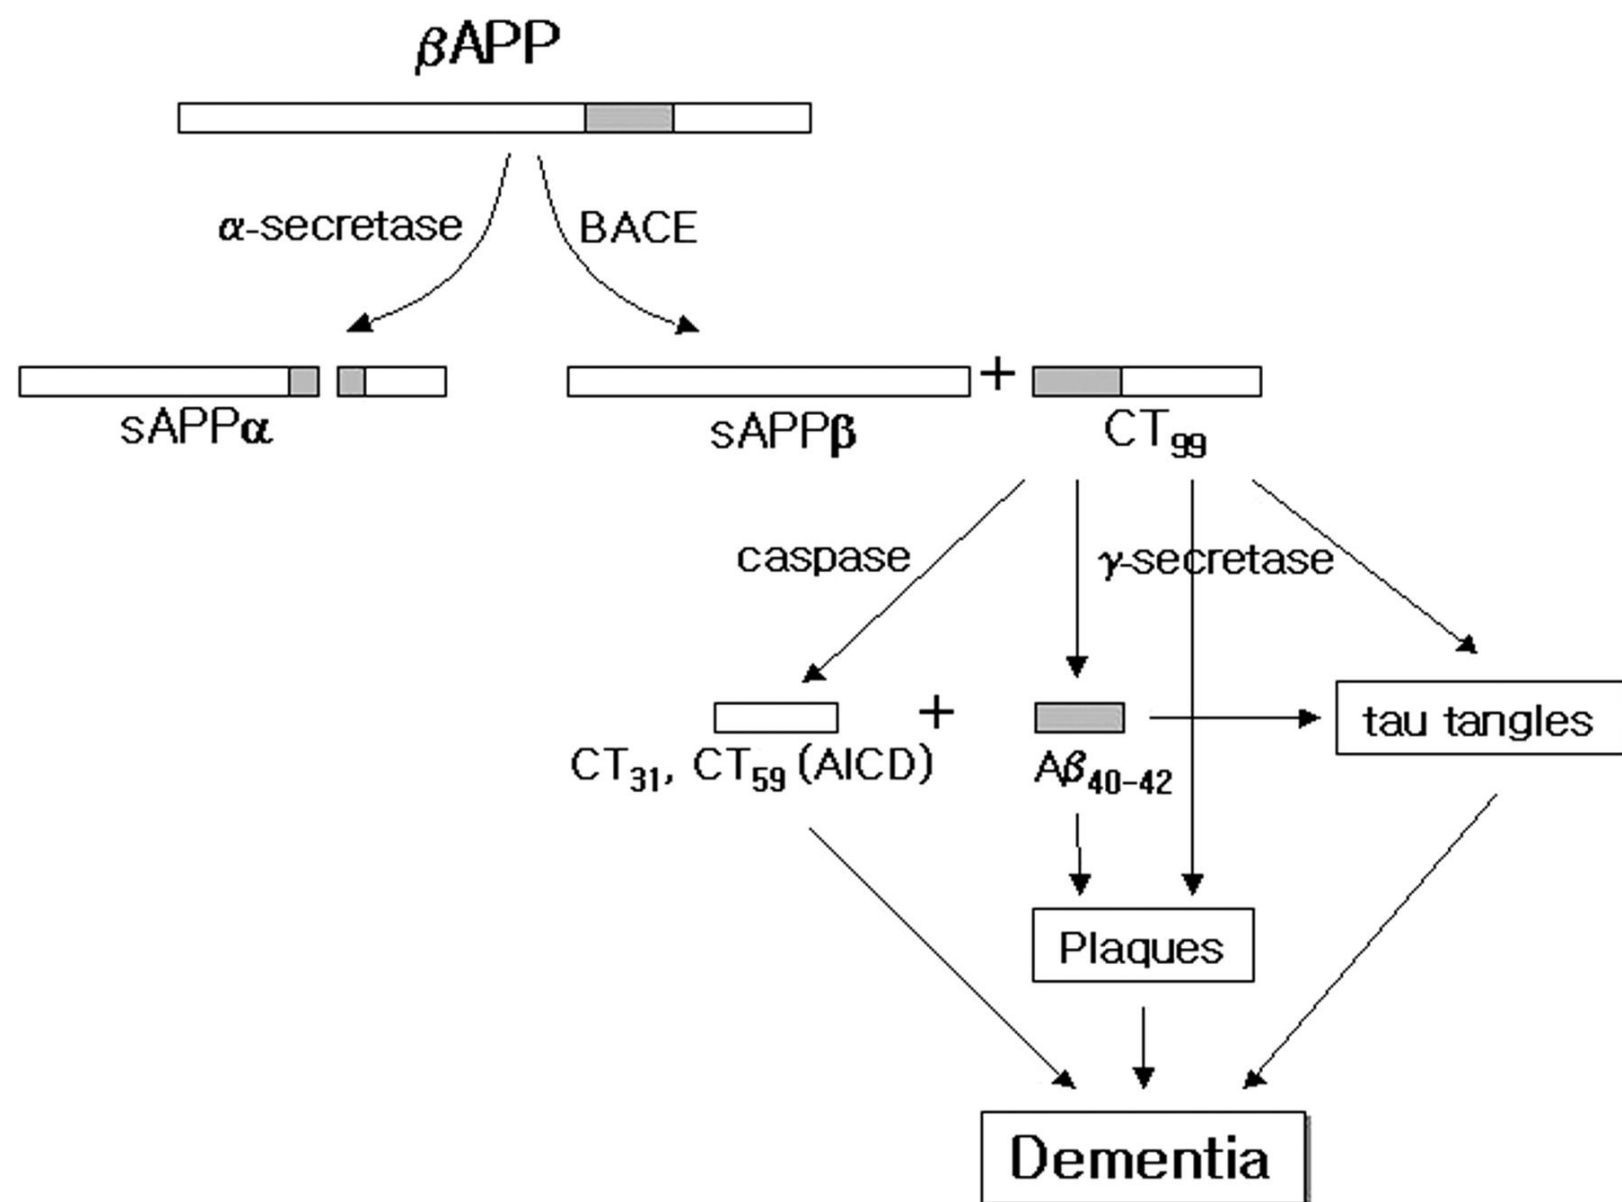 βAPP
α-secretase
BACE
+
sAPPα
sAPPβ
CT₉₉
caspase
γ-secretase
+
tau tangles
CT₃₁, CT₅₉ (AICD)
Aβ₄₀₋₄₂
Plaques
Dementia